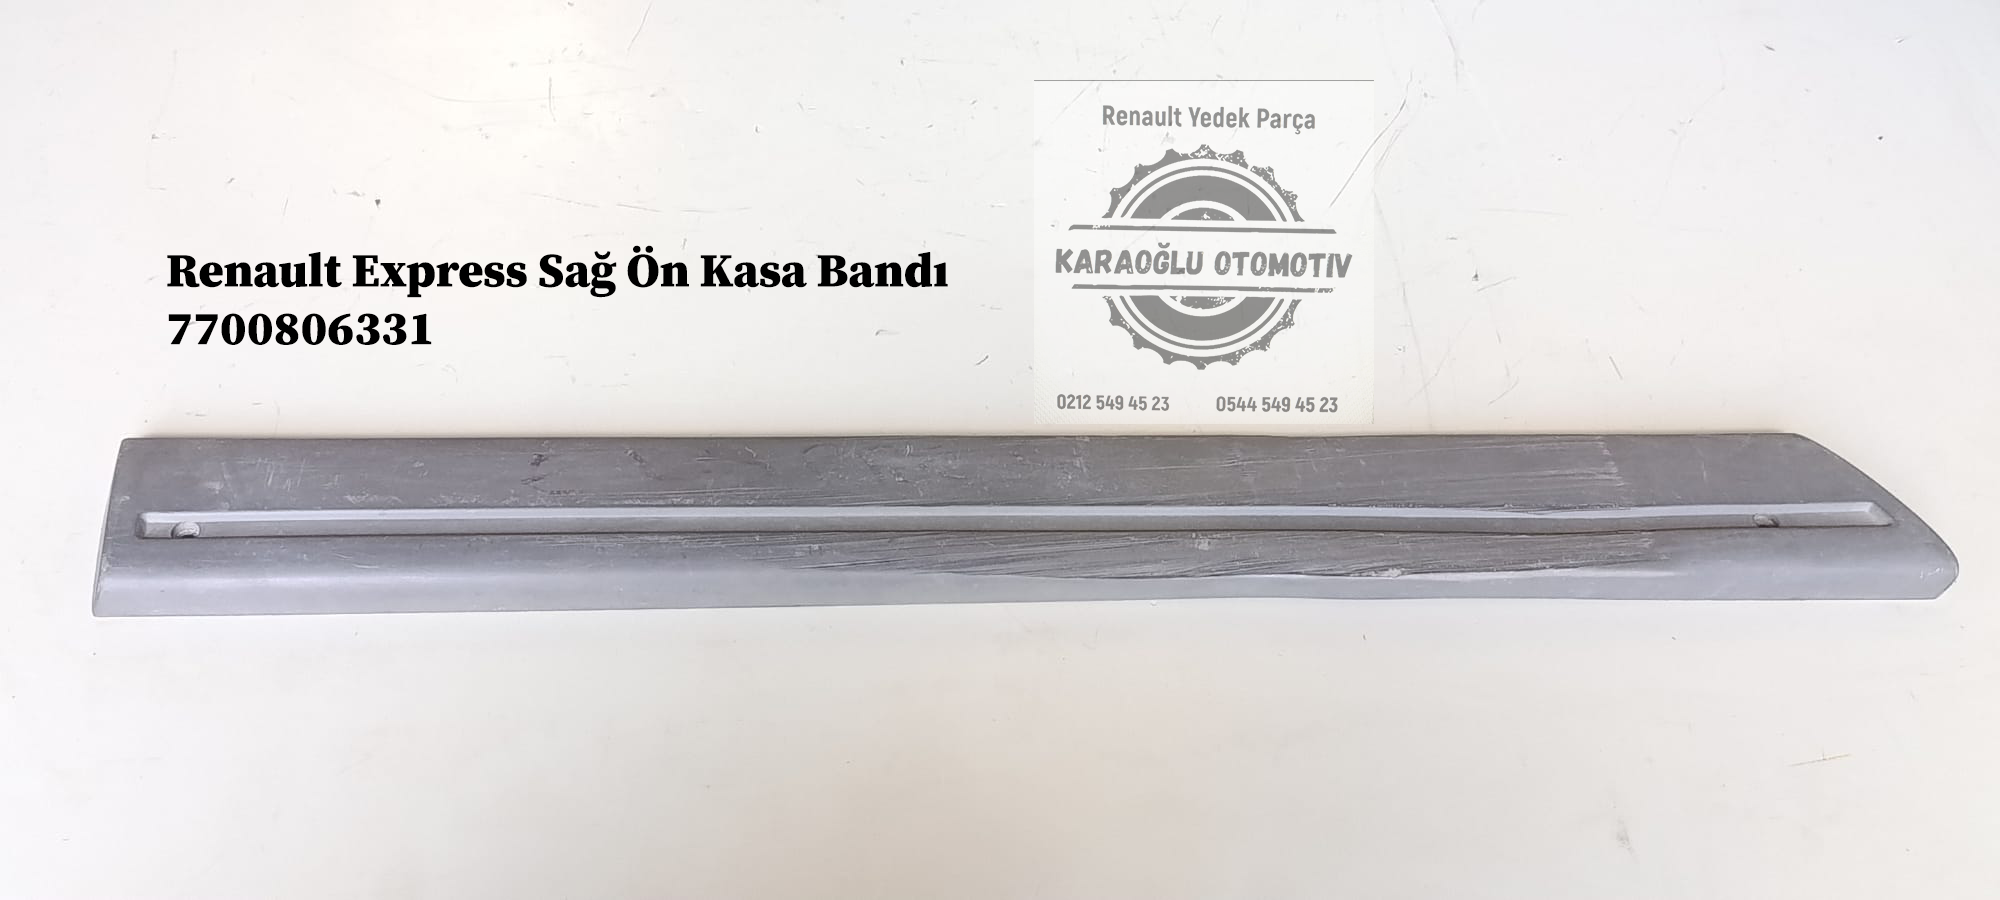 Renault Yedek Parça
KARAOĞLU OTOMOTIV
0212 549 45 23 0544 549 45 23
Renault Express Sağ Ön Kasa Bandı
7700806331